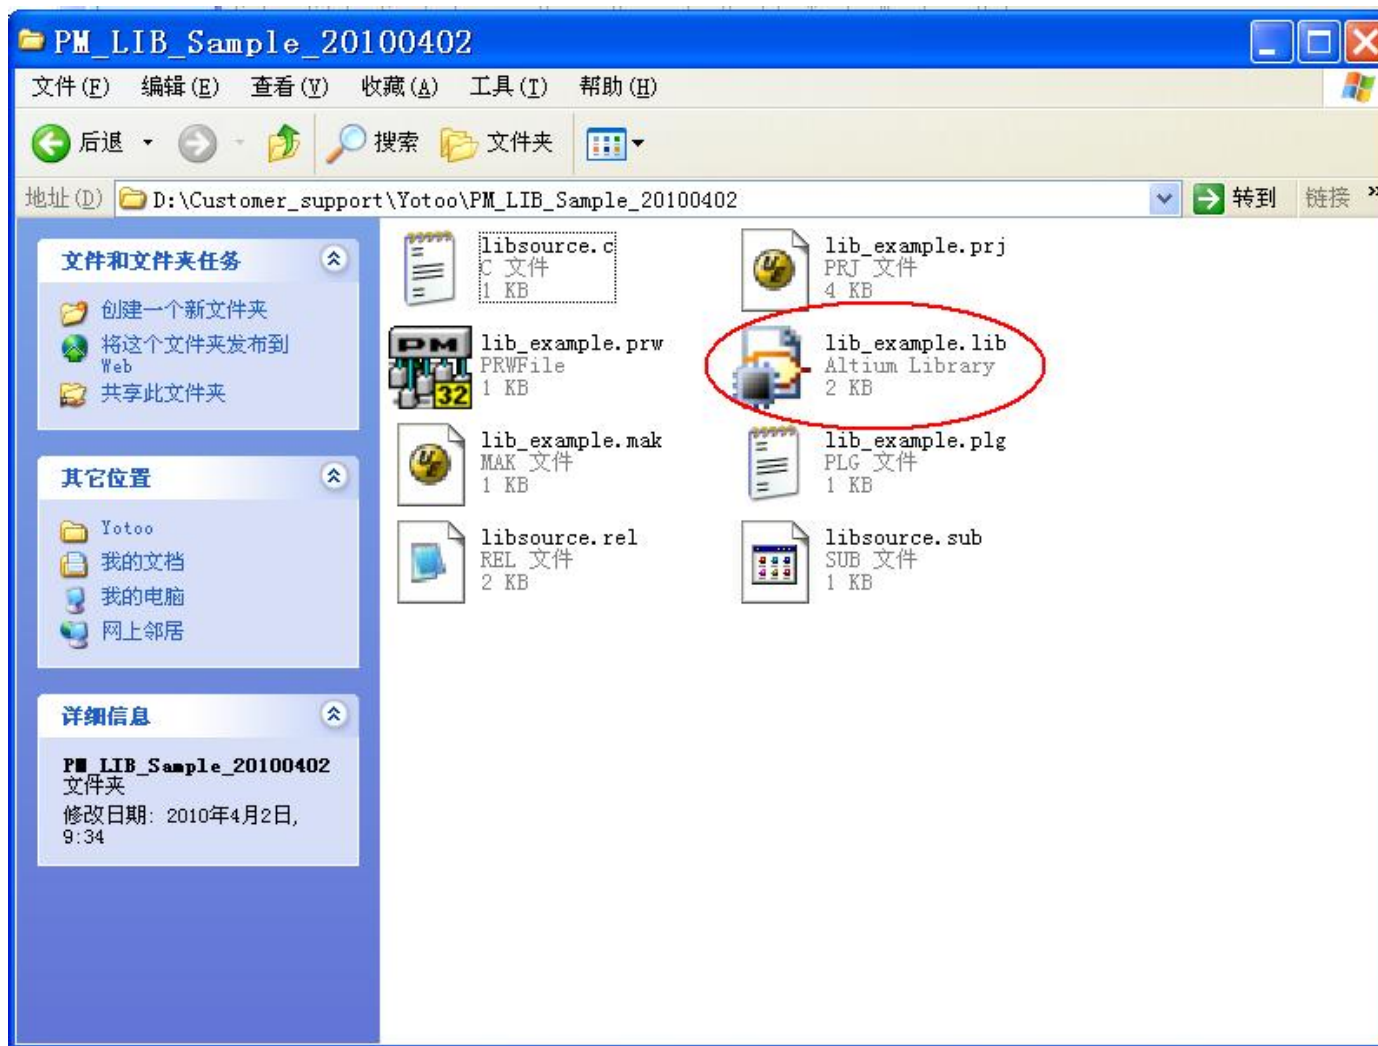 PM_LIB_Sample_20100402
文件(F) 编辑(E) 查看(V) 收藏(A) 工具(T) 帮助(H)
后退 搜索 文件夹
地址(D) D:\Customer_support\Yotoo\PM_LIB_Sample_20100402 转到 链接 »
文件和文件夹任务
创建一个新文件夹
将这个文件夹发布到
Web
共享此文件夹
其它位置
Yotoo
我的文档
我的电脑
网上邻居
详细信息
PM_LIB_Sample_20100402
文件夹
修改日期: 2010年4月2日,
9:34
libsource.c
C 文件
1 KB
lib_example.prj
PRJ 文件
4 KB
PM
32
lib_example.prw
PRWFile
1 KB
lib_example.lib
Altium Library
2 KB
lib_example.mak
MAK 文件
1 KB
lib_example.plg
PLG 文件
1 KB
libsource.rel
REL 文件
2 KB
libsource.sub
SUB 文件
1 KB